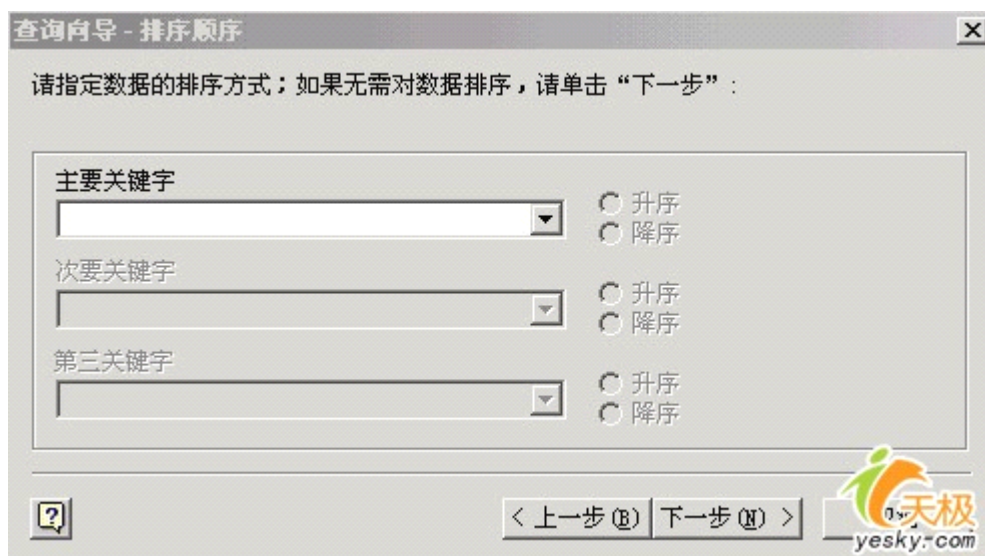 查询向导 - 排序顺序
请指定数据的排序方式；如果无需对数据排序，请单击“下一步”：
主要关键字
升序
降序
次要关键字
升序
降序
第三关键字
升序
降序
< 上一步(B)
下一步(N) >
天极
yesky.com